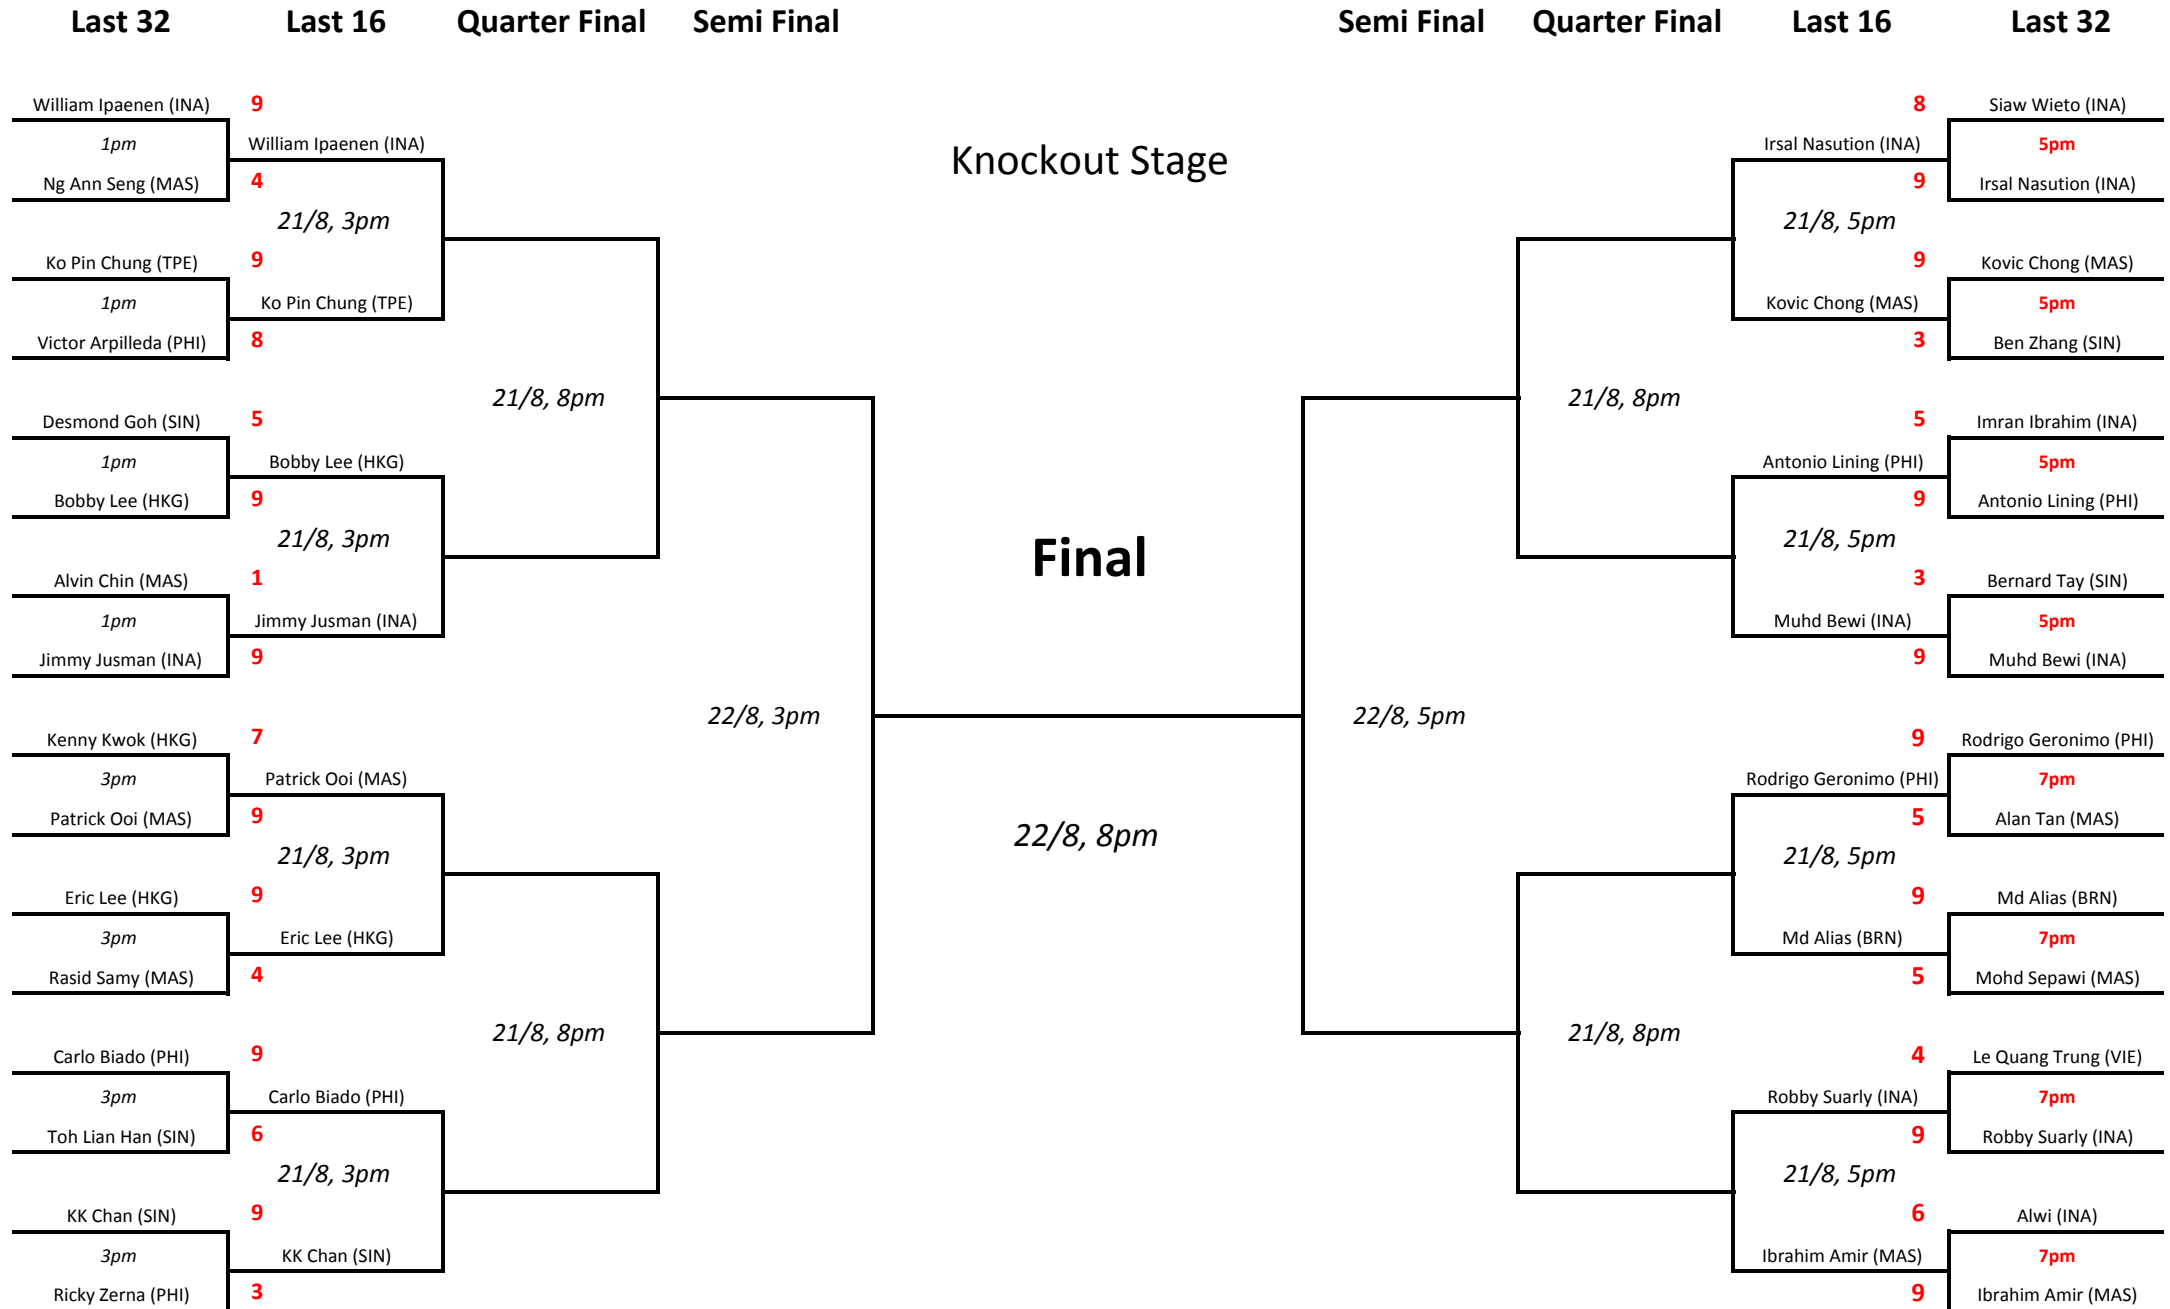 Last 32 Last 16 Quarter Final Semi Final Semi Final Quarter Final Last 16 Last 32
William Ipaenen (INA) 9 8 Siaw Wieto (INA)
1pm William Ipaenen (INA) Knockout Stage Irsal Nasution (INA) 5pm
Ng Ann Seng (MAS) 4 9 Irsal Nasution (INA)
21/8, 3pm 21/8, 5pm
Ko Pin Chung (TPE) 9 9 Kovic Chong (MAS)
1pm Ko Pin Chung (TPE) Kovic Chong (MAS) 5pm
Victor Arpilleda (PHI) 8 3 Ben Zhang (SIN)
21/8, 8pm 21/8, 8pm
Desmond Goh (SIN) 5 5 Imran Ibrahim (INA)
1pm Bobby Lee (HKG) Antonio Lining (PHI) 5pm
Bobby Lee (HKG) 9 9 Antonio Lining (PHI)
21/8, 3pm Final 21/8, 5pm
Alvin Chin (MAS) 1 3 Bernard Tay (SIN)
1pm Jimmy Jusman (INA) Muhd Bewi (INA) 5pm
Jimmy Jusman (INA) 9 9 Muhd Bewi (INA)
22/8, 3pm 22/8, 5pm
Kenny Kwok (HKG) 7 9 Rodrigo Geronimo (PHI)
3pm Patrick Ooi (MAS) Rodrigo Geronimo (PHI) 7pm
Patrick Ooi (MAS) 9 5 Alan Tan (MAS)
21/8, 3pm 22/8, 8pm 21/8, 5pm
Eric Lee (HKG) 9 9 Md Alias (BRN)
3pm Eric Lee (HKG) Md Alias (BRN) 7pm
Rasid Samy (MAS) 4 5 Mohd Sepawi (MAS)
21/8, 8pm 21/8, 8pm
Carlo Biado (PHI) 9 4 Le Quang Trung (VIE)
3pm Carlo Biado (PHI) Robby Suarly (INA) 7pm
Toh Lian Han (SIN) 6 9 Robby Suarly (INA)
21/8, 3pm 21/8, 5pm
KK Chan (SIN) 9 6 Alwi (INA)
3pm KK Chan (SIN) Ibrahim Amir (MAS) 7pm
Ricky Zerna (PHI) 3 9 Ibrahim Amir (MAS)